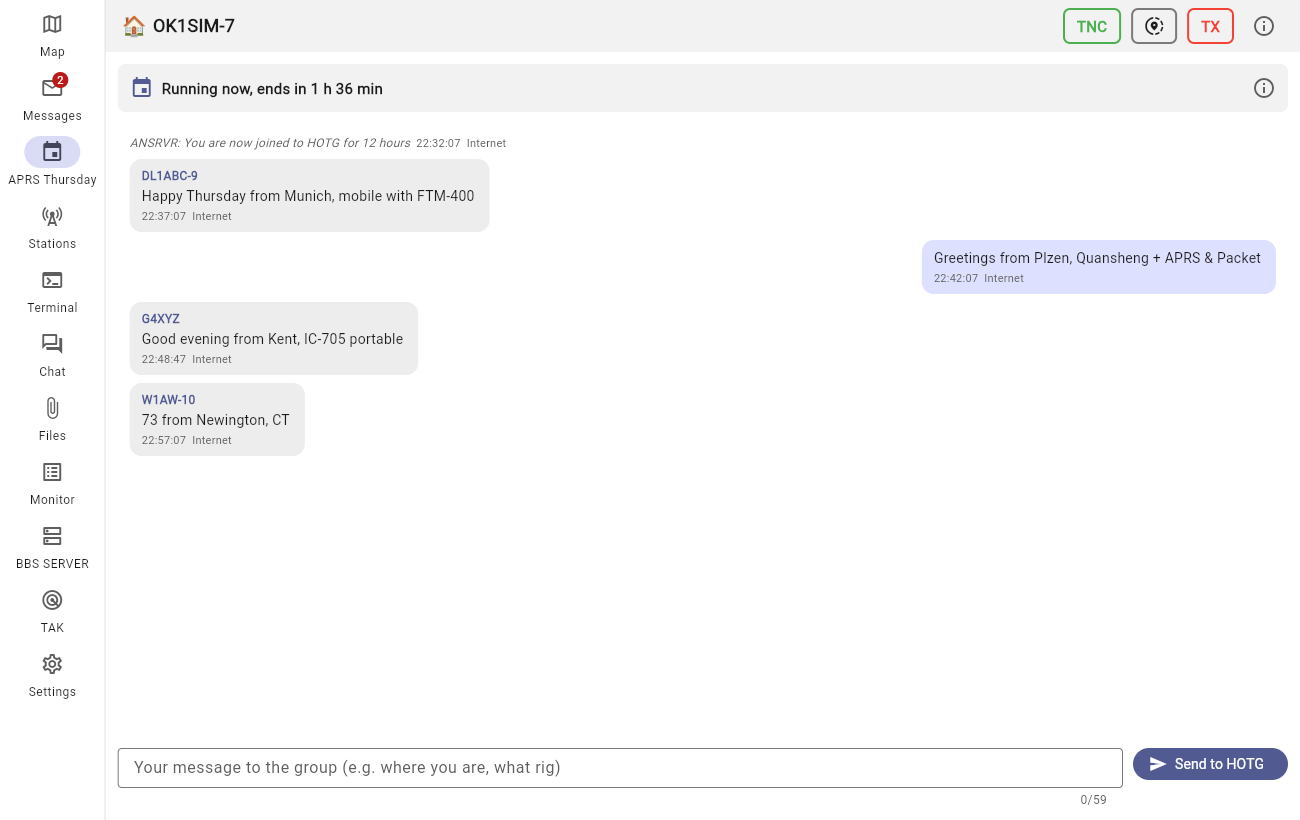 Map
2
Messages
APRS Thursday
Stations
Terminal
Chat
Files
Monitor
BBS SERVER
TAK
Settings
OK1SIM-7
TNC
TX
Running now, ends in 1 h 36 min
ANSRVR: You are now joined to HOTG for 12 hours 22:32:07 Internet
DL1ABC-9
Happy Thursday from Munich, mobile with FTM-400
22:37:07 Internet
Greetings from Plzen, Quansheng + APRS & Packet
22:42:07 Internet
G4XYZ
Good evening from Kent, IC-705 portable
22:48:47 Internet
W1AW-10
73 from Newington, CT
22:57:07 Internet
Your message to the group (e.g. where you are, what rig)
Send to HOTG
0/59